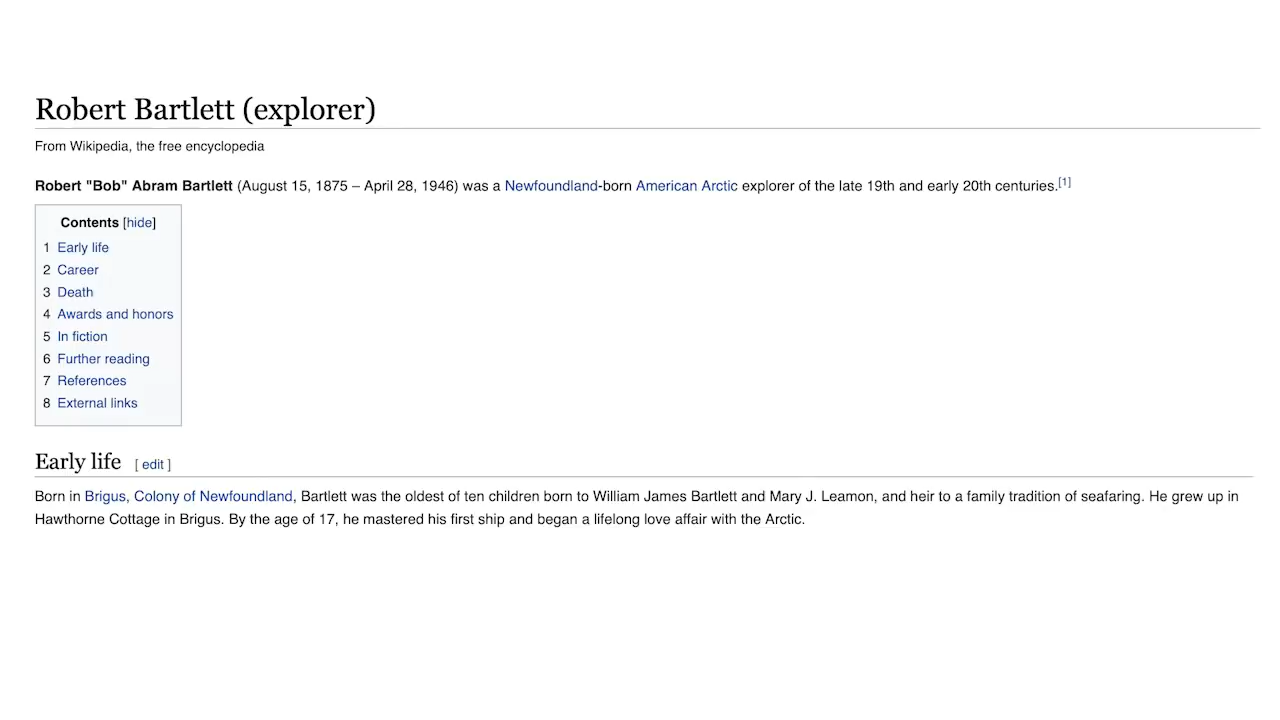 Robert Bartlett (explorer)
From Wikipedia, the free encyclopedia
Robert "Bob" Abram Bartlett (August 15, 1875 – April 28, 1946) was a Newfoundland-born American Arctic explorer of the late 19th and early 20th centuries.[1]
Contents [hide]
1 Early life
2 Career
3 Death
4 Awards and honors
5 In fiction
6 Further reading
7 References
8 External links
Early life [ edit ]
Born in Brigus, Colony of Newfoundland, Bartlett was the oldest of ten children born to William James Bartlett and Mary J. Leamon, and heir to a family tradition of seafaring. He grew up in
Hawthorne Cottage in Brigus. By the age of 17, he mastered his first ship and began a lifelong love affair with the Arctic.